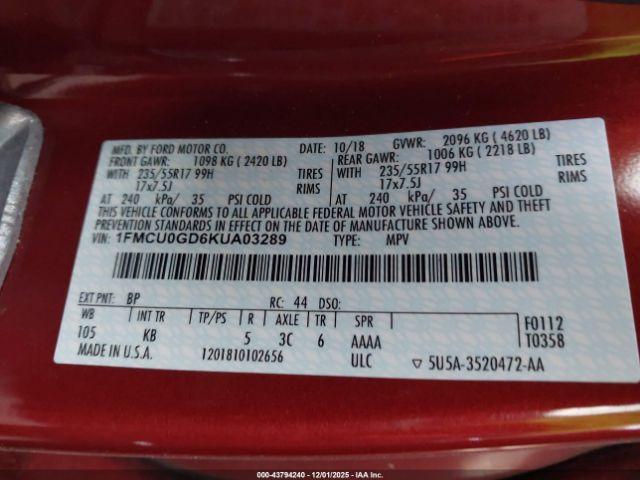 MFD. BY FORD MOTOR CO. DATE: 10/18 GVWR: 2096 KG ( 4620 LB)
FRONT GAWR: 1098 KG ( 2420 LB) REAR GAWR: 1006 KG ( 2218 LB)
WITH 235/55R17 99H TIRES WITH 235/55R17 99H TIRES
17x7.5J RIMS 17x7.5J RIMS
AT 240 kPa/ 35 PSI COLD AT 240 kPa/ 35 PSI COLD
THIS VEHICLE CONFORMS TO ALL APPLICABLE FEDERAL MOTOR VEHICLE SAFETY AND THEFT
PREVENTION STANDARDS IN EFFECT ON THE DATE OF MANUFACTURE SHOWN ABOVE.
VIN: 1FMCU0GD6KUA03289 TYPE: MPV
EXT PNT: BP RC: 44 DSO:
WB INT TR TP/PS R AXLE TR SPR F0112
105 KB 5 3C 6 AAAA T0358
MADE IN U.S.A. 1201810102656 ULC ▽ 5U5A-3520472-AA
000-43794240 - 12/01/2025 - IAA, Inc.